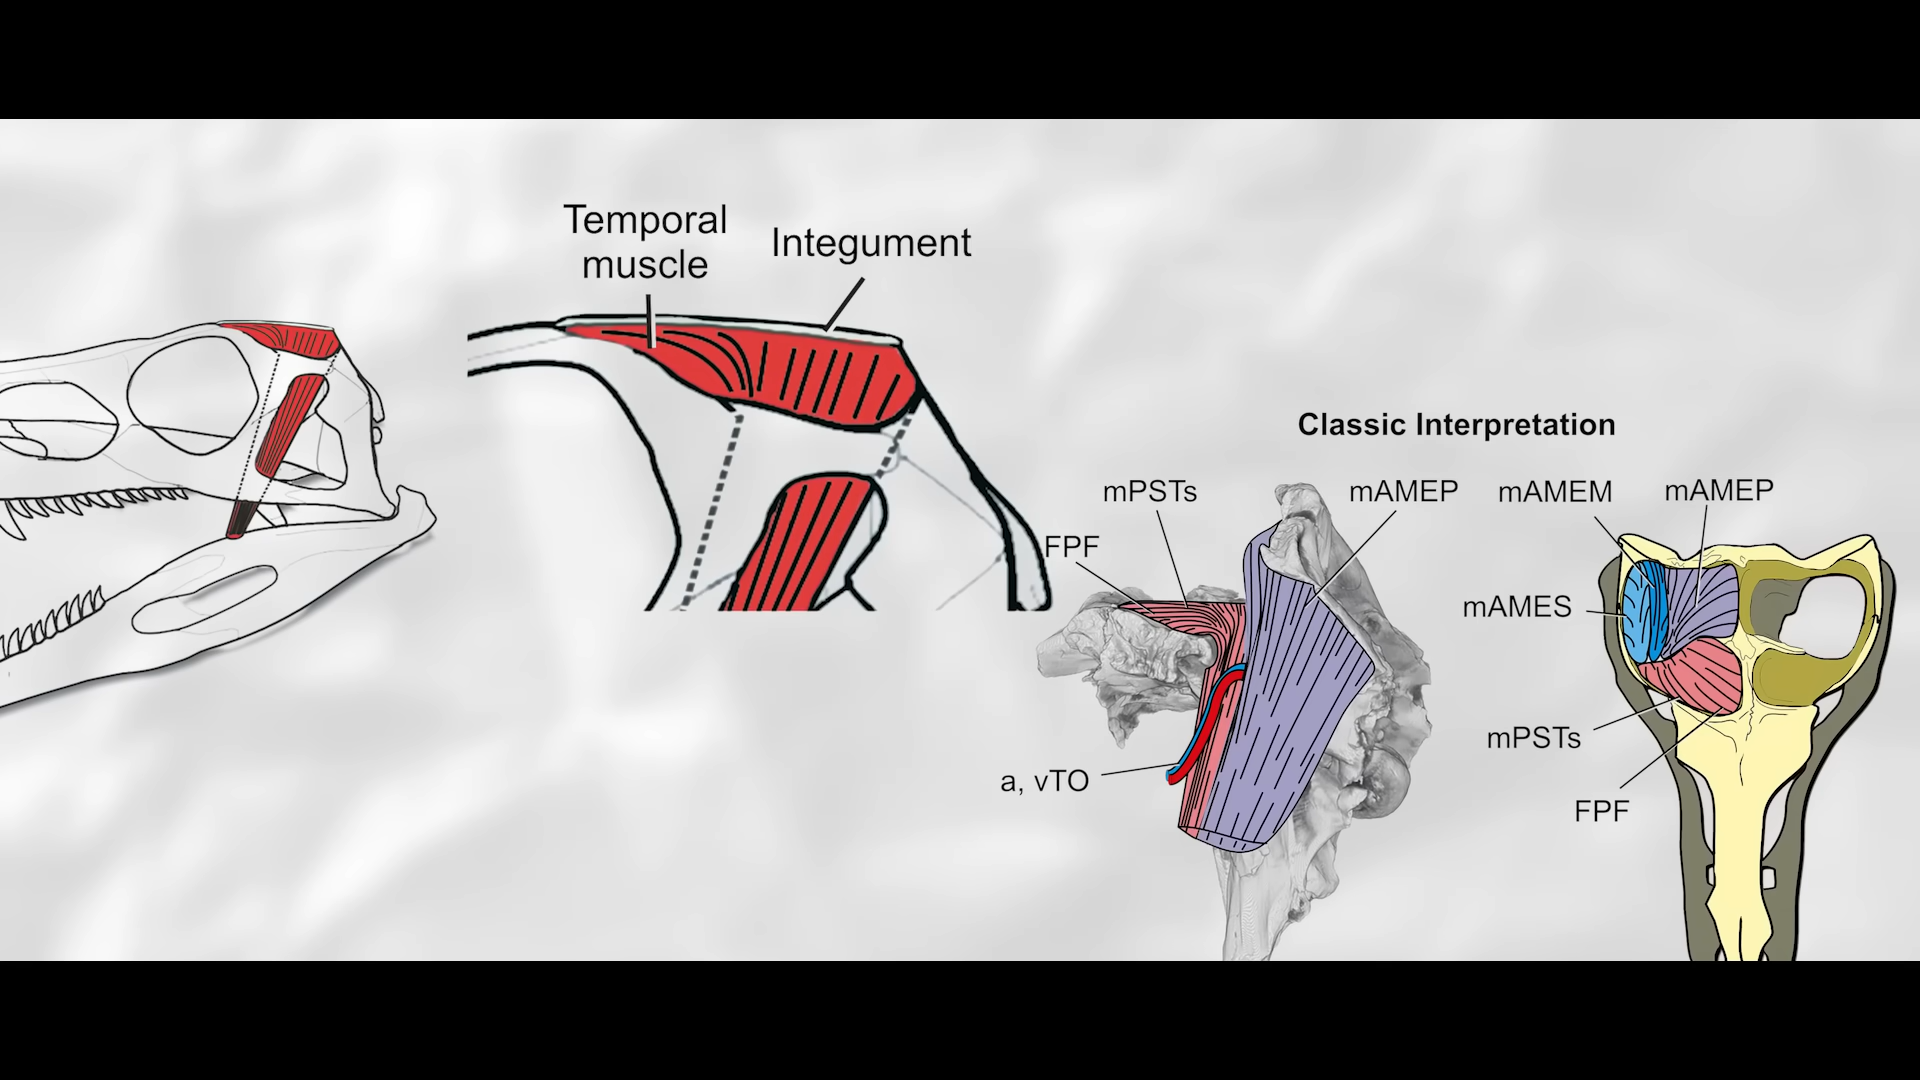 Temporal
muscle
Integument
Classic Interpretation
mPSTs
mAMEP
mAMEM
mAMEP
FPF
mAMES
mPSTs
a, vTO
FPF